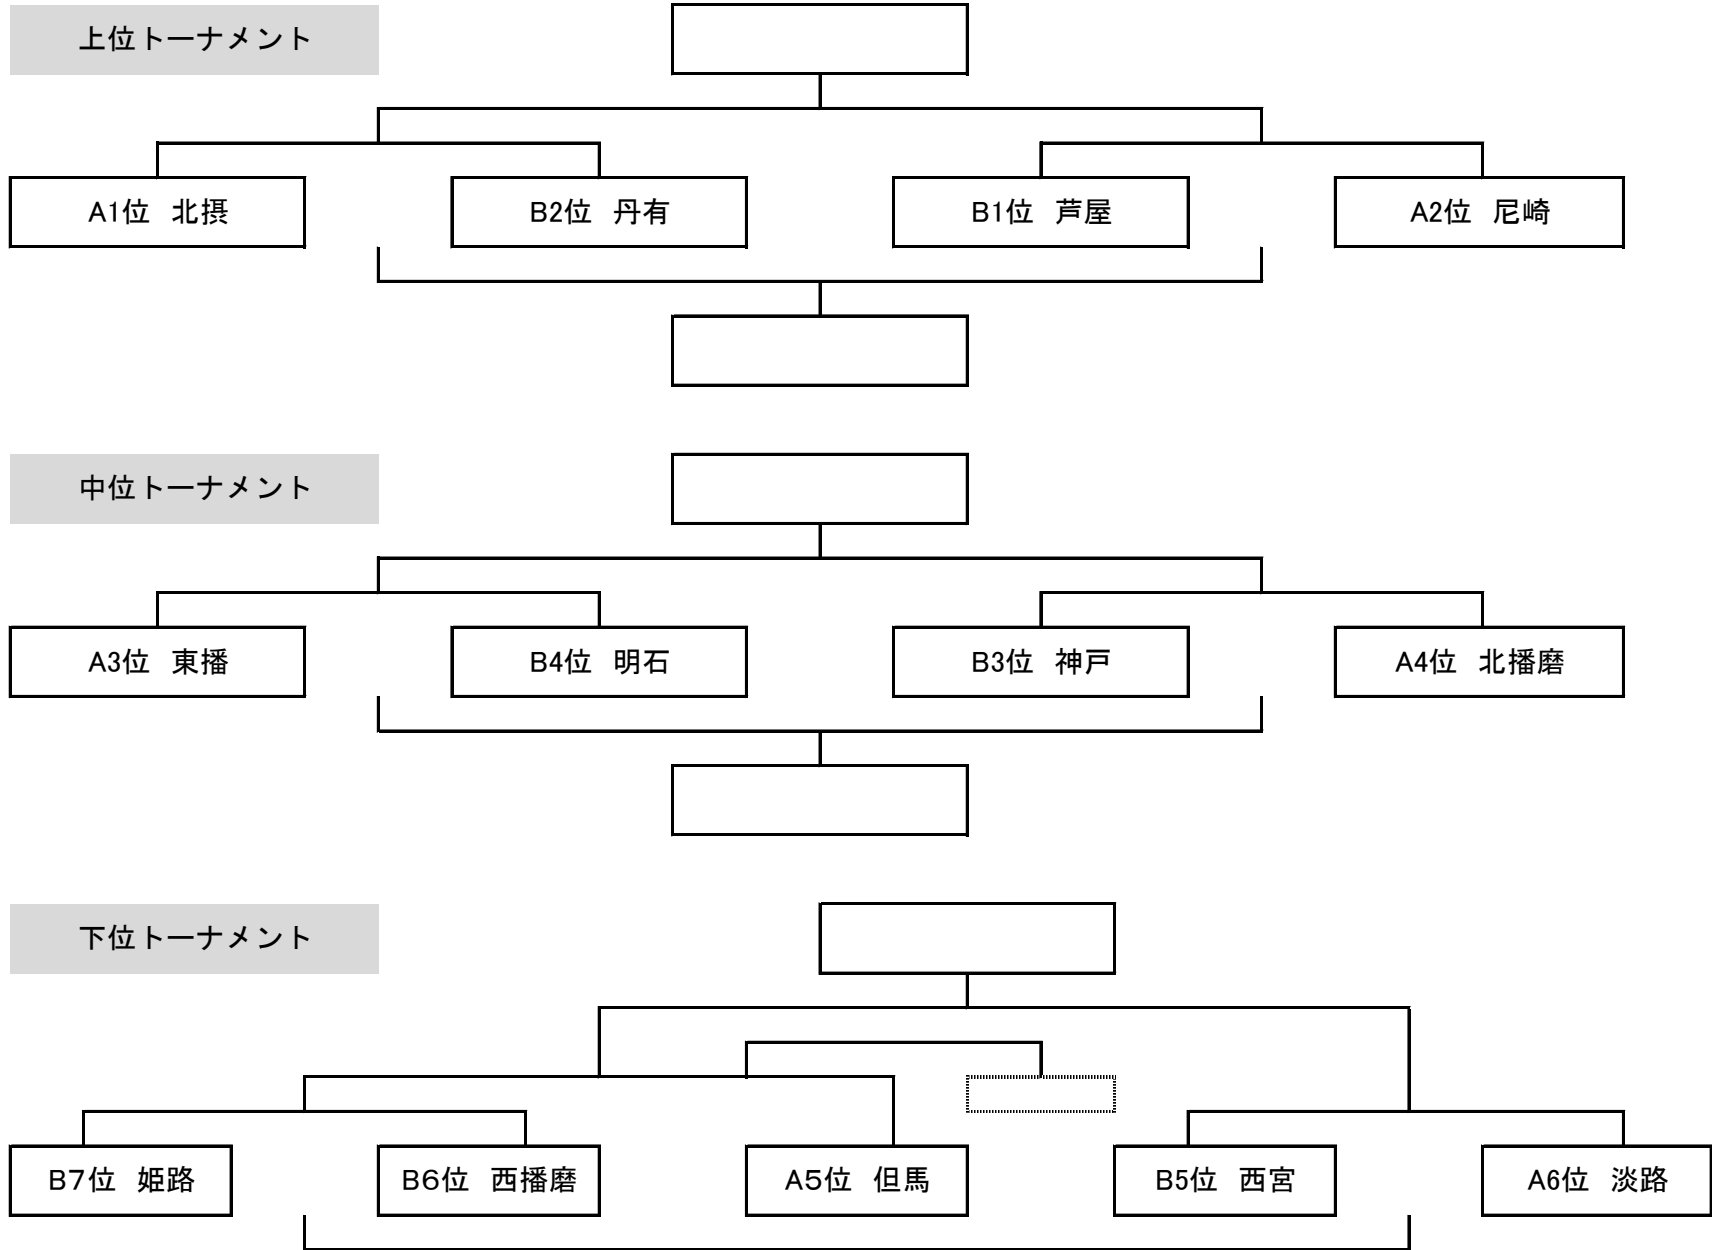 上位トーナメント
A1位 北摂
B2位 丹有
B1位 芦屋
A2位 尼崎
中位トーナメント
A3位 東播
B4位 明石
B3位 神戸
A4位 北播磨
下位トーナメント
B7位 姫路
B6位 西播磨
A5位 但馬
B5位 西宮
A6位 淡路